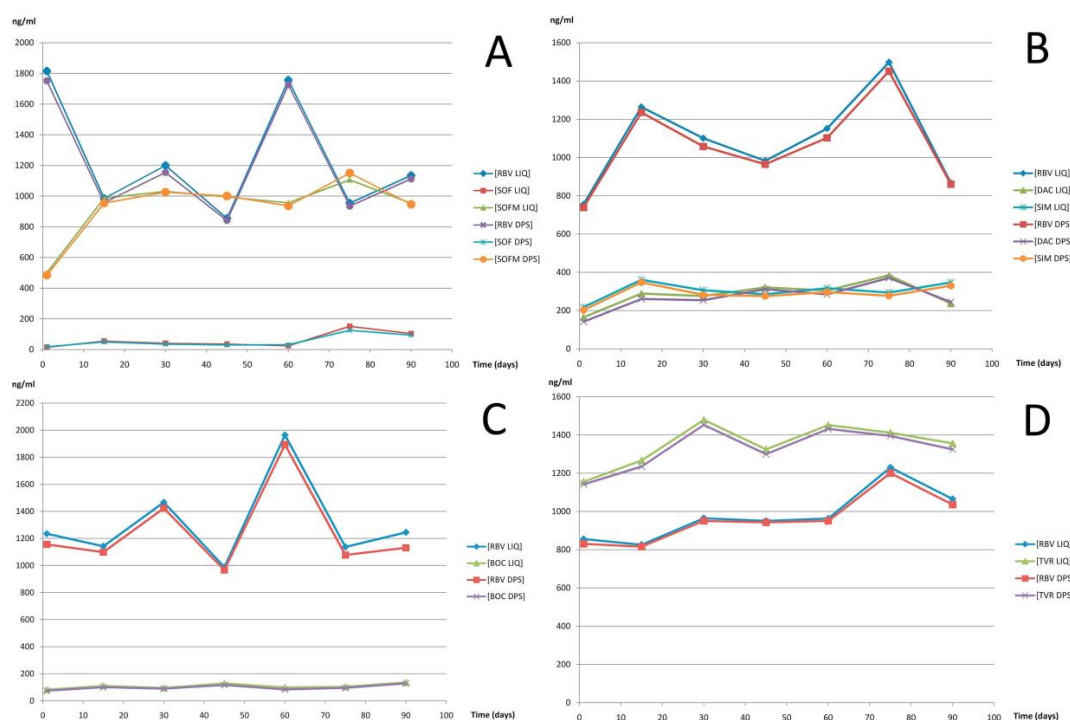 ng/ml
A
2000
1800
1600
1400
1200
1000
800
600
400
200
0
0 10 20 30 40 50 60 70 80 90 100
Time (days)
[RBV LIQ]
[SOF LIQ]
[SOFM LIQ]
[RBV DPS]
[SOF DPS]
[SOFM DPS]
ng/ml
B
1600
1400
1200
1000
800
600
400
200
0
0 10 20 30 40 50 60 70 80 90 100
Time (days)
[RBV LIQ]
[DAC LIQ]
[SIM LIQ]
[RBV DPS]
[DAC DPS]
[SIM DPS]
ng/ml
C
2200
2000
1800
1600
1400
1200
1000
800
600
400
200
0
0 10 20 30 40 50 60 70 80 90 100
Time (days)
[RBV LIQ]
[BOC LIQ]
[RBV DPS]
[BOC DPS]
ng/ml
D
1600
1400
1200
1000
800
600
400
200
000
0 10 20 30 40 50 60 70 80 90 100
Time (days)
[RBV LIQ]
[TVR LIQ]
[RBV DPS]
[TVR DPS]